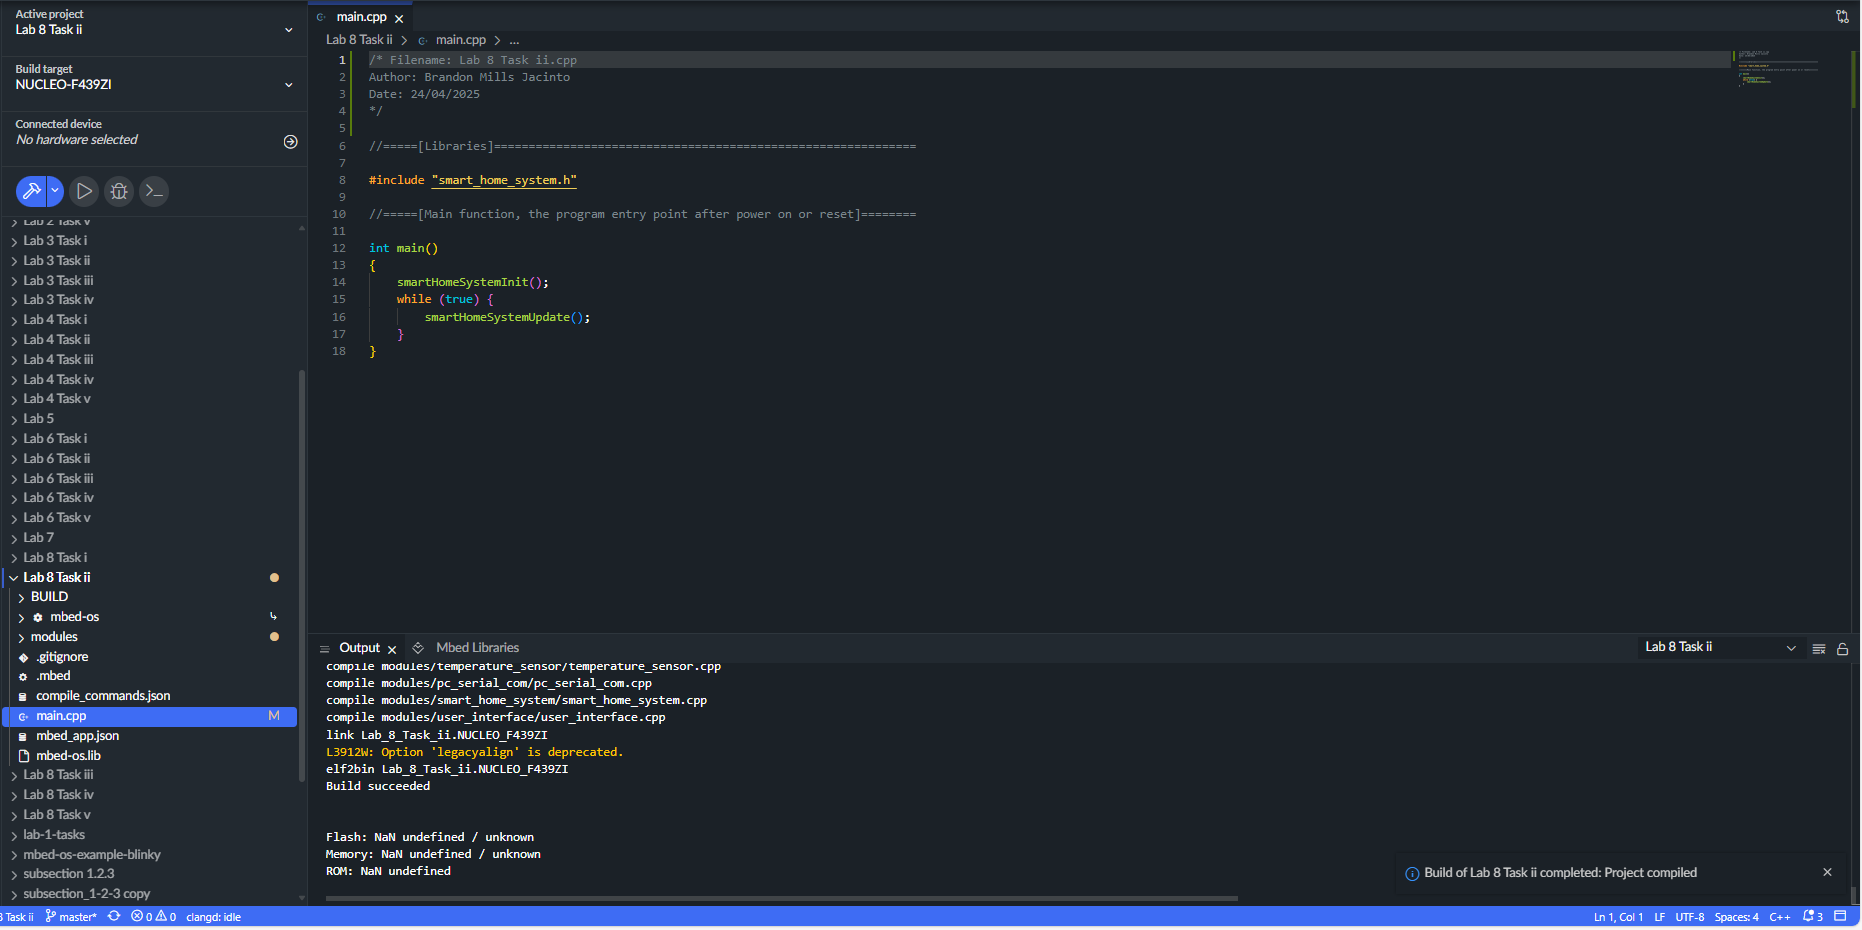 Active project
Lab 8 Task ii
Build target
NUCLEO-F439ZI
Connected device
No hardware selected
Lab 2 Task v
Lab 3 Task i
Lab 3 Task ii
Lab 3 Task iii
Lab 3 Task iv
Lab 4 Task i
Lab 4 Task ii
Lab 4 Task iii
Lab 4 Task iv
Lab 4 Task v
Lab 5
Lab 6 Task i
Lab 6 Task ii
Lab 6 Task iii
Lab 6 Task iv
Lab 6 Task v
Lab 7
Lab 8 Task i
Lab 8 Task ii
BUILD
mbed-os
modules
.gitignore
.mbed
compile_commands.json
main.cpp M
mbed_app.json
mbed-os.lib
Lab 8 Task iii
Lab 8 Task iv
Lab 8 Task v
lab-1-tasks
mbed-os-example-blinky
subsection 1.2.3
subsection_1-2-3 copy
main.cpp
Lab 8 Task ii > main.cpp > ...
1 /* Filename: Lab 8 Task ii.cpp
2 Author: Brandon Mills Jacinto
3 Date: 24/04/2025
4 */
5
6 //=====[Libraries]=============================================================
7
8 #include "smart_home_system.h"
9
10 //=====[Main function, the program entry point after power on or reset]========
11
12 int main()
13 {
14 smartHomeSystemInit();
15 while (true) {
16 smartHomeSystemUpdate();
17 }
18 }
Output
Mbed Libraries
Lab 8 Task ii
compile modules/temperature_sensor/temperature_sensor.cpp
compile modules/pc_serial_com/pc_serial_com.cpp
compile modules/smart_home_system/smart_home_system.cpp
compile modules/user_interface/user_interface.cpp
link Lab_8_Task_ii.NUCLEO_F439ZI
L3912W: Option 'legacyalign' is deprecated.
elf2bin Lab_8_Task_ii.NUCLEO_F439ZI
Build succeeded
Flash: NaN undefined / unknown
Memory: NaN undefined / unknown
ROM: NaN undefined
Build of Lab 8 Task ii completed: Project compiled
8 Task ii master* 0 0 clangd: idle
Ln 1, Col 1 LF UTF-8 Spaces: 4 C++ 3